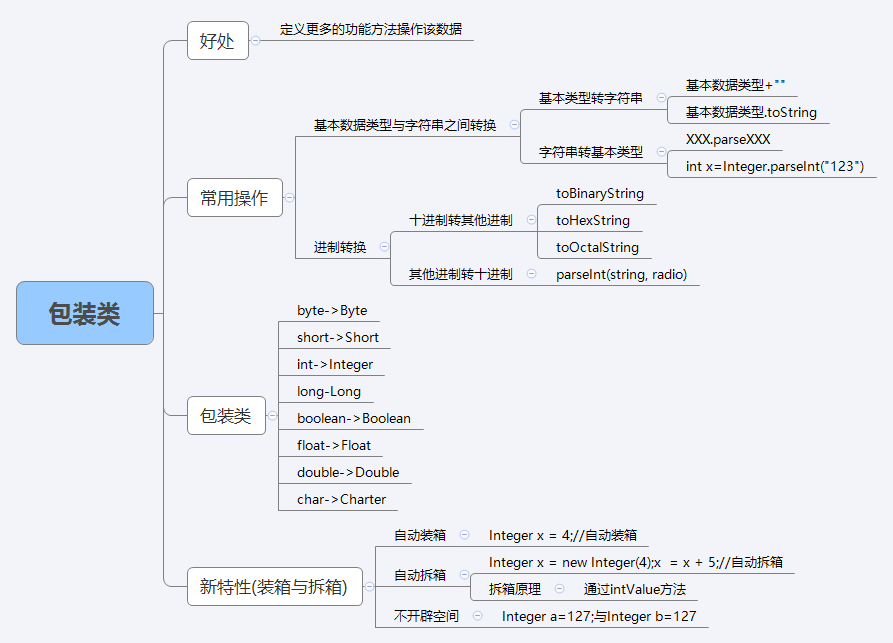 包装类
好处
定义更多的功能方法操作该数据
常用操作
基本数据类型与字符串之间转换
基本类型转字符串
基本数据类型+""
基本数据类型.toString
字符串转基本类型
XXX.parseXXX
int x=Integer.parseInt("123")
进制转换
十进制转其他进制
toBinaryString
toHexString
toOctalString
其他进制转十进制
parseInt(string, radio)
包装类
byte->Byte
short->Short
int->Integer
long-Long
boolean->Boolean
float->Float
double->Double
char->Charter
新特性(装箱与拆箱)
自动装箱
Integer x = 4;//自动装箱
自动拆箱
Integer x = new Integer(4);x  = x + 5;//自动拆箱
拆箱原理
通过intValue方法
不开辟空间
Integer a=127;与Integer b=127